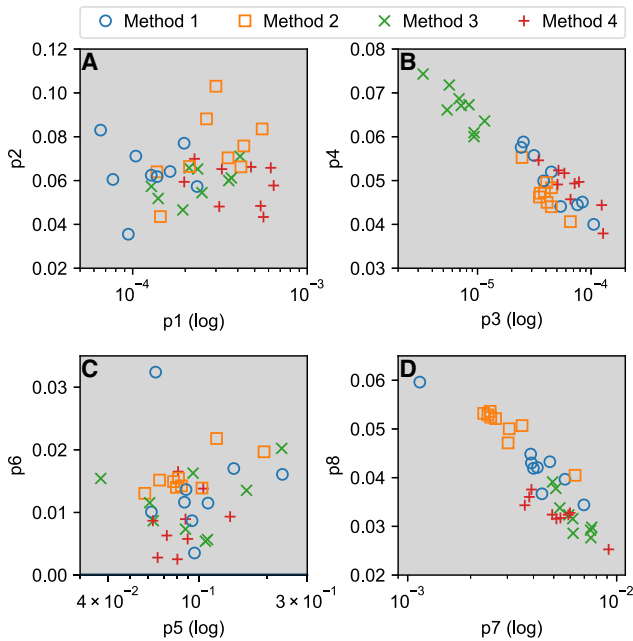 Method 1 Method 2 Method 3 Method 4
A
0.12
0.10
0.08
0.06
0.04
0.02
p2
10⁻⁴
10⁻³
p1 (log)
B
0.08
0.07
0.06
0.05
0.04
0.03
p4
10⁻⁵
10⁻⁴
p3 (log)
C
0.03
0.02
0.01
0.00
p6
4 × 10⁻²
10⁻¹
3 × 10⁻¹
p5 (log)
D
0.06
0.05
0.04
0.03
0.02
p8
10⁻³
10⁻²
p7 (log)